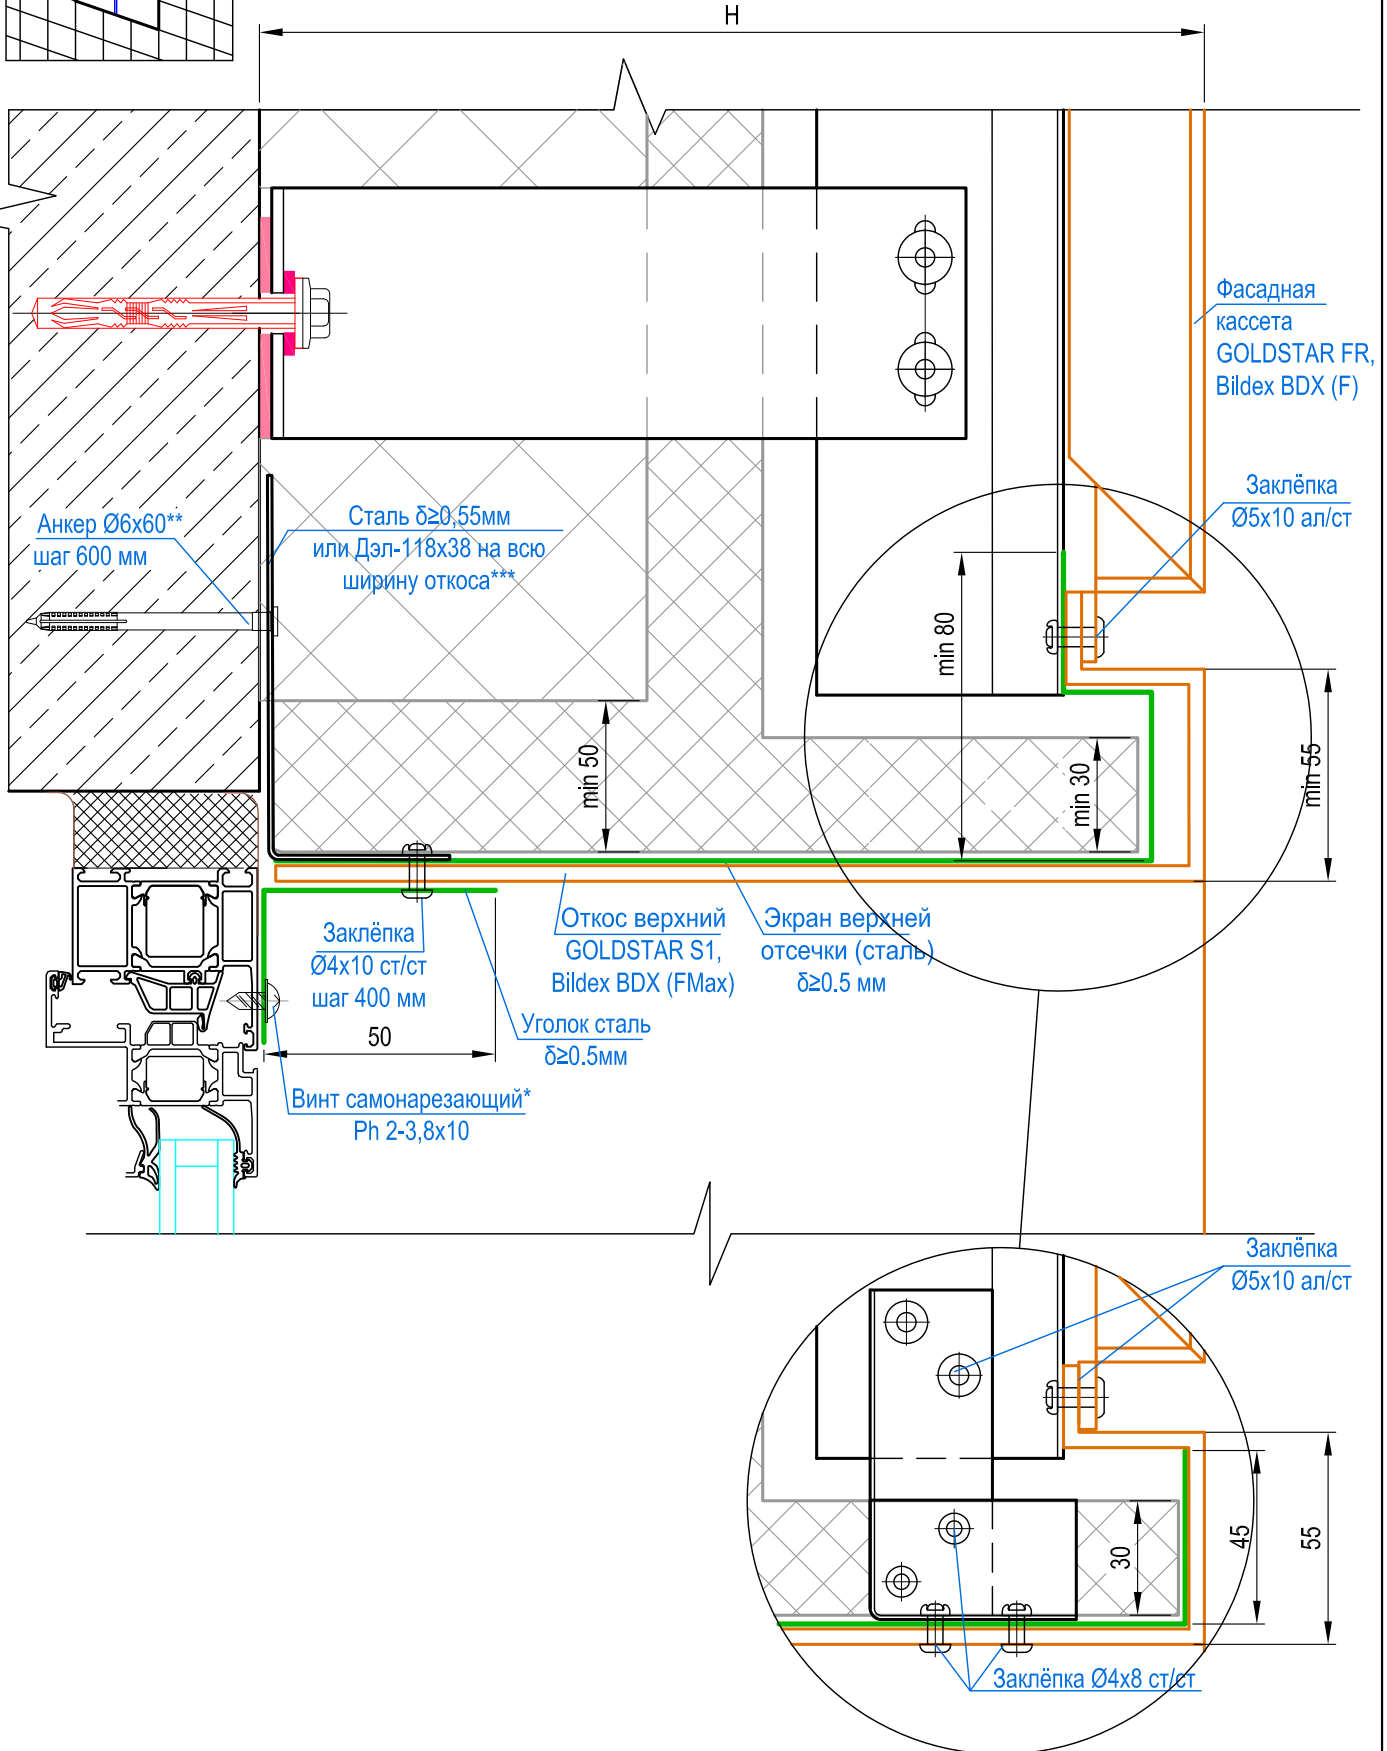 H
Фасадная
кассета
GOLDSTAR FR,
Bildex BDX (F)
Заклёпка
Ø5x10 ал/ст
Анкер Ø6x60**
шаг 600 мм
Сталь δ≥0,55мм
или Дэл-118x38 на всю
ширину откоса***
min 80
min 50
min 30
min 55
Откос верхний
GOLDSTAR S1,
Bildex BDX (FMax)
Экран верхней
отсечки (сталь)
δ≥0.5 мм
Заклёпка
Ø4x10 ст/ст
шаг 400 мм
50
Уголок сталь
δ≥0.5мм
Винт самонарезающий*
Ph 2-3,8x10
Заклёпка
Ø5x10 ал/ст
30
45
55
Заклёпка Ø4x8 ст/ст